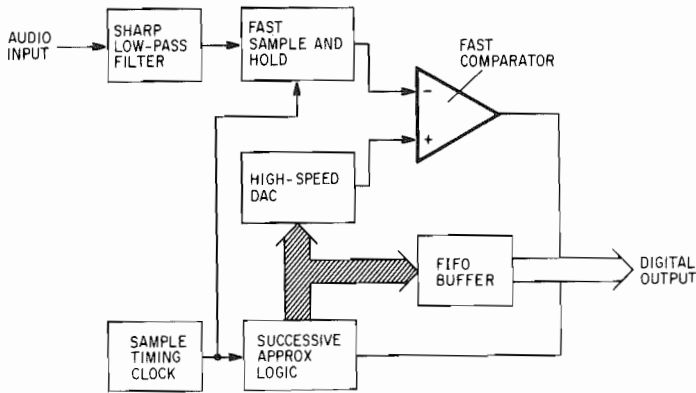 AUDIO
INPUT
SHARP
LOW-PASS
FILTER
FAST
SAMPLE AND
HOLD
FAST
COMPARATOR
-
+
HIGH-SPEED
DAC
FIFO
BUFFER
DIGITAL
OUTPUT
SAMPLE
TIMING
CLOCK
SUCCESSIVE
APPROX
LOGIC